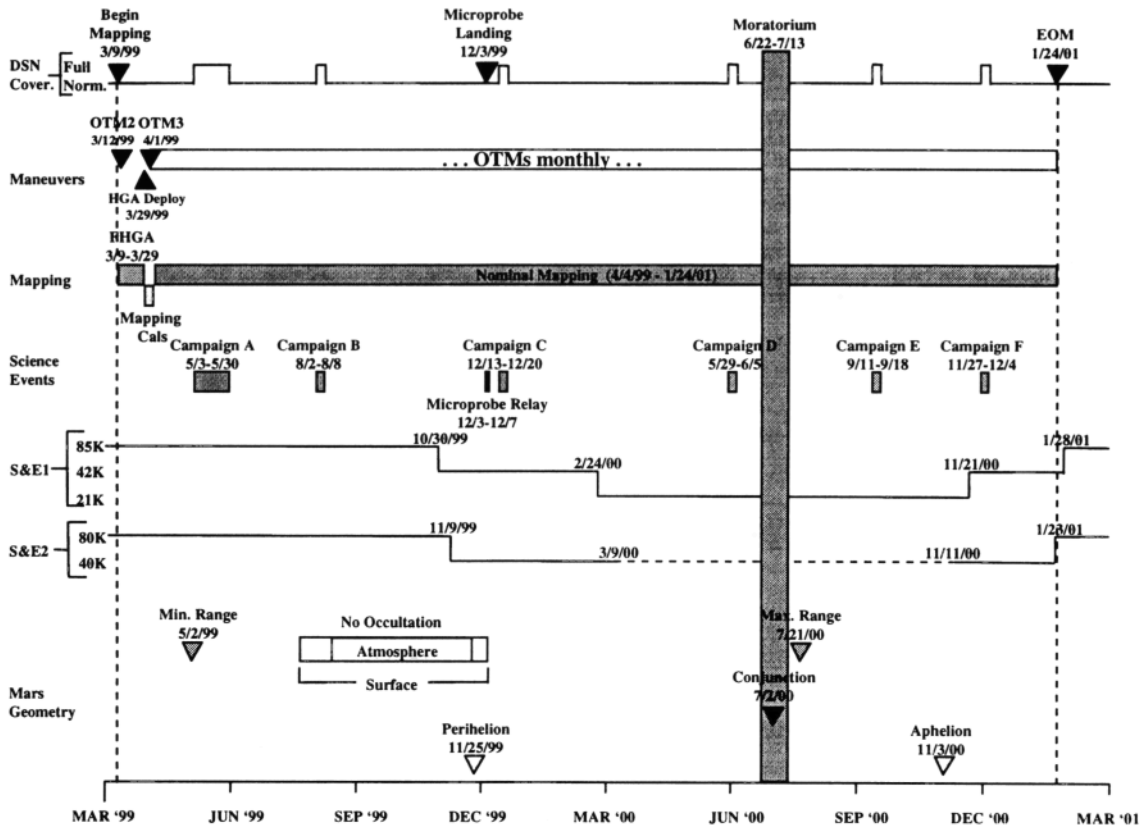 Begin
Mapping
3/9/99
Microprobe
Landing
12/3/99
Moratorium
6/22-7/13
EOM
1/24/01
DSN
Cover.
Full
Norm.
OTM2
3/12/99
OTM3
4/1/99
. . . OTMs monthly . . .
Maneuvers
HGA Deploy
3/29/99
FHGA
3/9-3/29
Mapping
Nominal Mapping (4/4/99 - 1/24/01)
Mapping
Cals
Science
Events
Campaign A
5/3-5/30
Campaign B
8/2-8/8
Campaign C
12/13-12/20
Campaign D
5/29-6/5
Campaign E
9/11-9/18
Campaign F
11/27-12/4
Microprobe Relay
12/3-12/7
S&E1
85K
42K
21K
10/30/99
2/24/00
11/21/00
1/28/01
S&E2
80K
40K
11/9/99
3/9/00
11/11/00
1/23/01
Min. Range
5/2/99
No Occultation
Atmosphere
Surface
Max. Range
7/21/00
Conjunction
7/2/00
Mars
Geometry
Perihelion
11/25/99
Aphelion
11/3/00
MAR '99
JUN '99
SEP '99
DEC '99
MAR '00
JUN '00
SEP '00
DEC '00
MAR '01